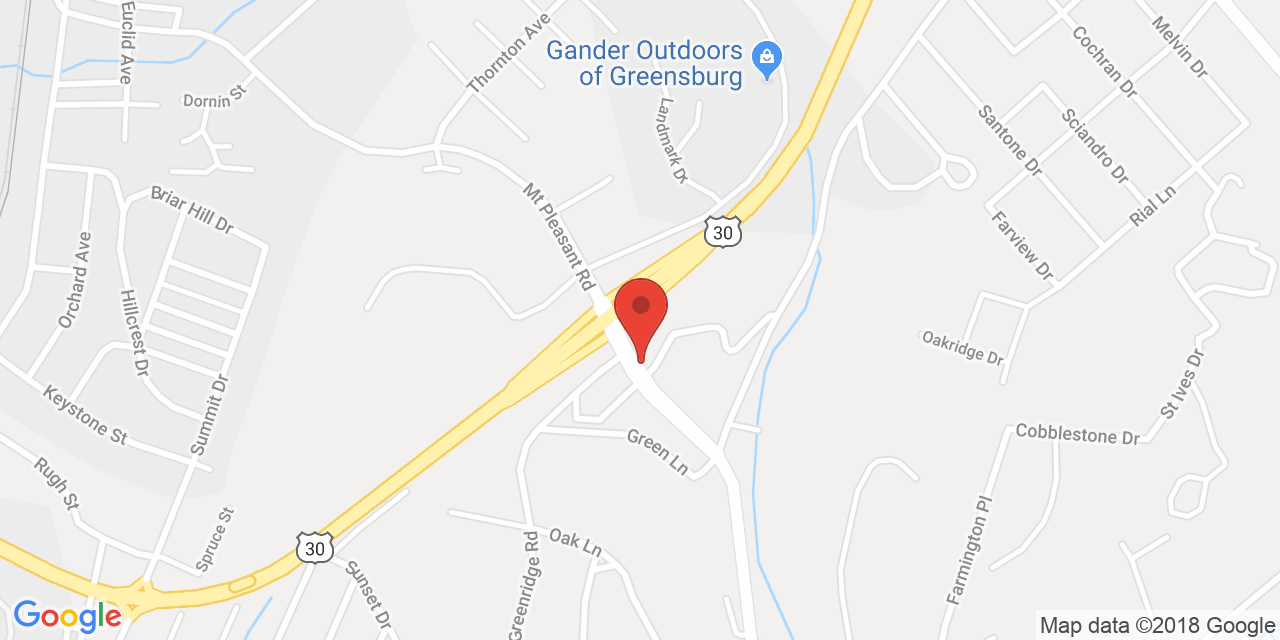 Euclid Ave
Thornton Ave
Gander Outdoors
of Greensburg
Melvin Dr
Cochran Dr
Dornin St
Landmark Dr
Santone Dr
Sciandro Dr
Mt Pleasant Rd
Briar Hill Dr
Rial Ln
30
Farview Dr
Orchard Ave
Hillcrest Dr
Oakridge Dr
St Ives Dr
Summit Dr
Keystone St
Green Ln
Cobblestone Dr
Rugh St
Spruce St
30
Oak Ln
Farmington Pl
Greenridge Rd
Sunset Dr
Google
Map data ©2018 Google